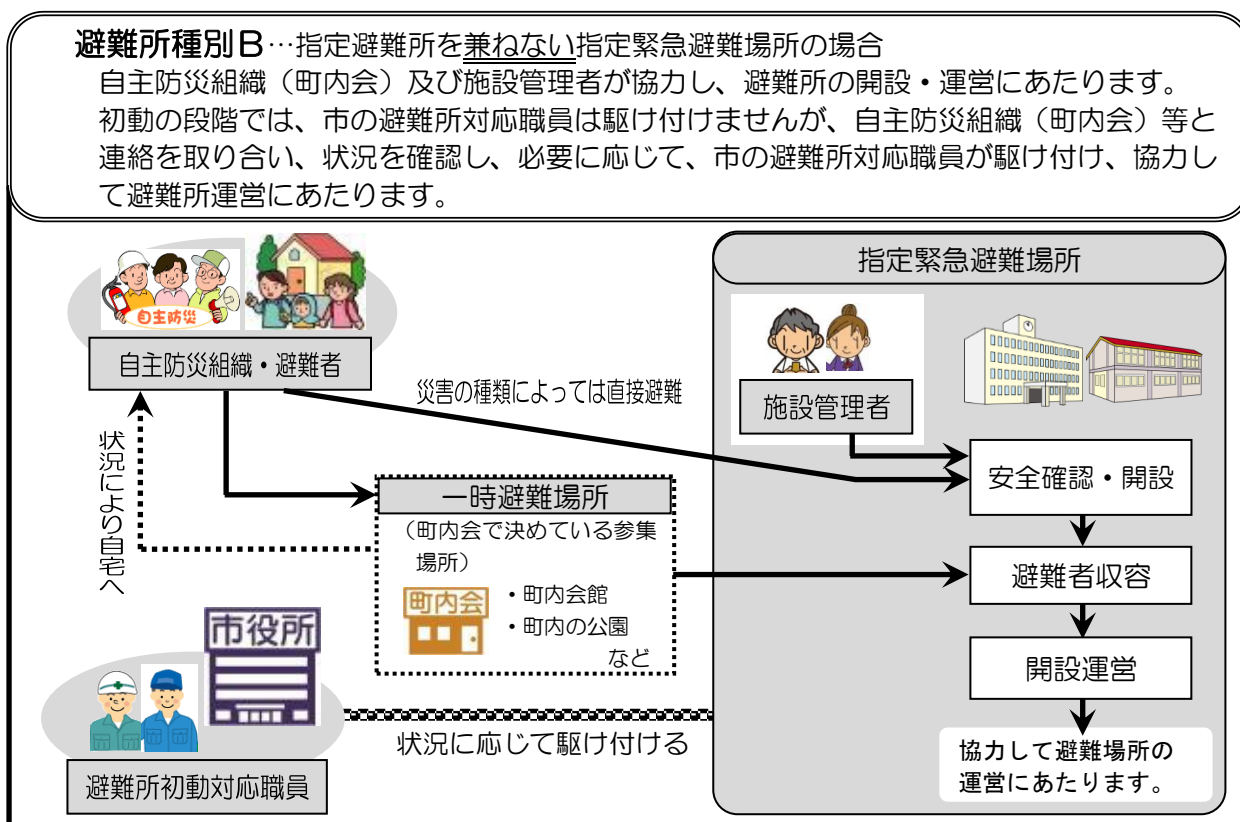 避難所種別B…指定避難所を兼ねない指定緊急避難場所の場合
自主防災組織（町内会）及び施設管理者が協力し、避難所の開設・運営にあたります。
初動の段階では、市の避難所対応職員は駆け付けませんが、自主防災組織（町内会）等と
連絡を取り合い、状況を確認し、必要に応じて、市の避難所対応職員が駆け付け、協力し
て避難所運営にあたります。
自主防災
自主防災組織・避難者
災害の種類によっては直接避難
状況により自宅へ
一時避難場所
（町内会で決めている参集
場所）
町内会
・町内会館
・町内の公園
など
市役所
避難所初動対応職員
状況に応じて駆け付ける
指定緊急避難場所
施設管理者
安全確認・開設
避難者収容
開設運営
協力して避難場所の
運営にあたります。